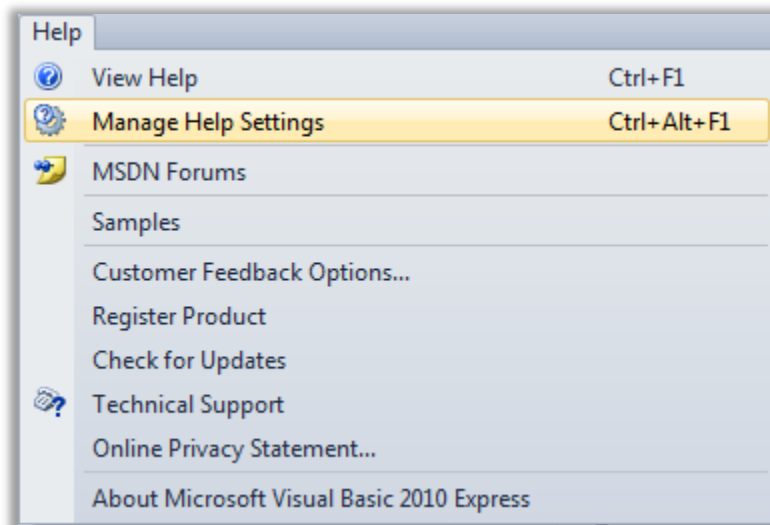 Help
View Help Ctrl+F1
Manage Help Settings Ctrl+Alt+F1
MSDN Forums
Samples
Customer Feedback Options...
Register Product
Check for Updates
Technical Support
Online Privacy Statement...
About Microsoft Visual Basic 2010 Express